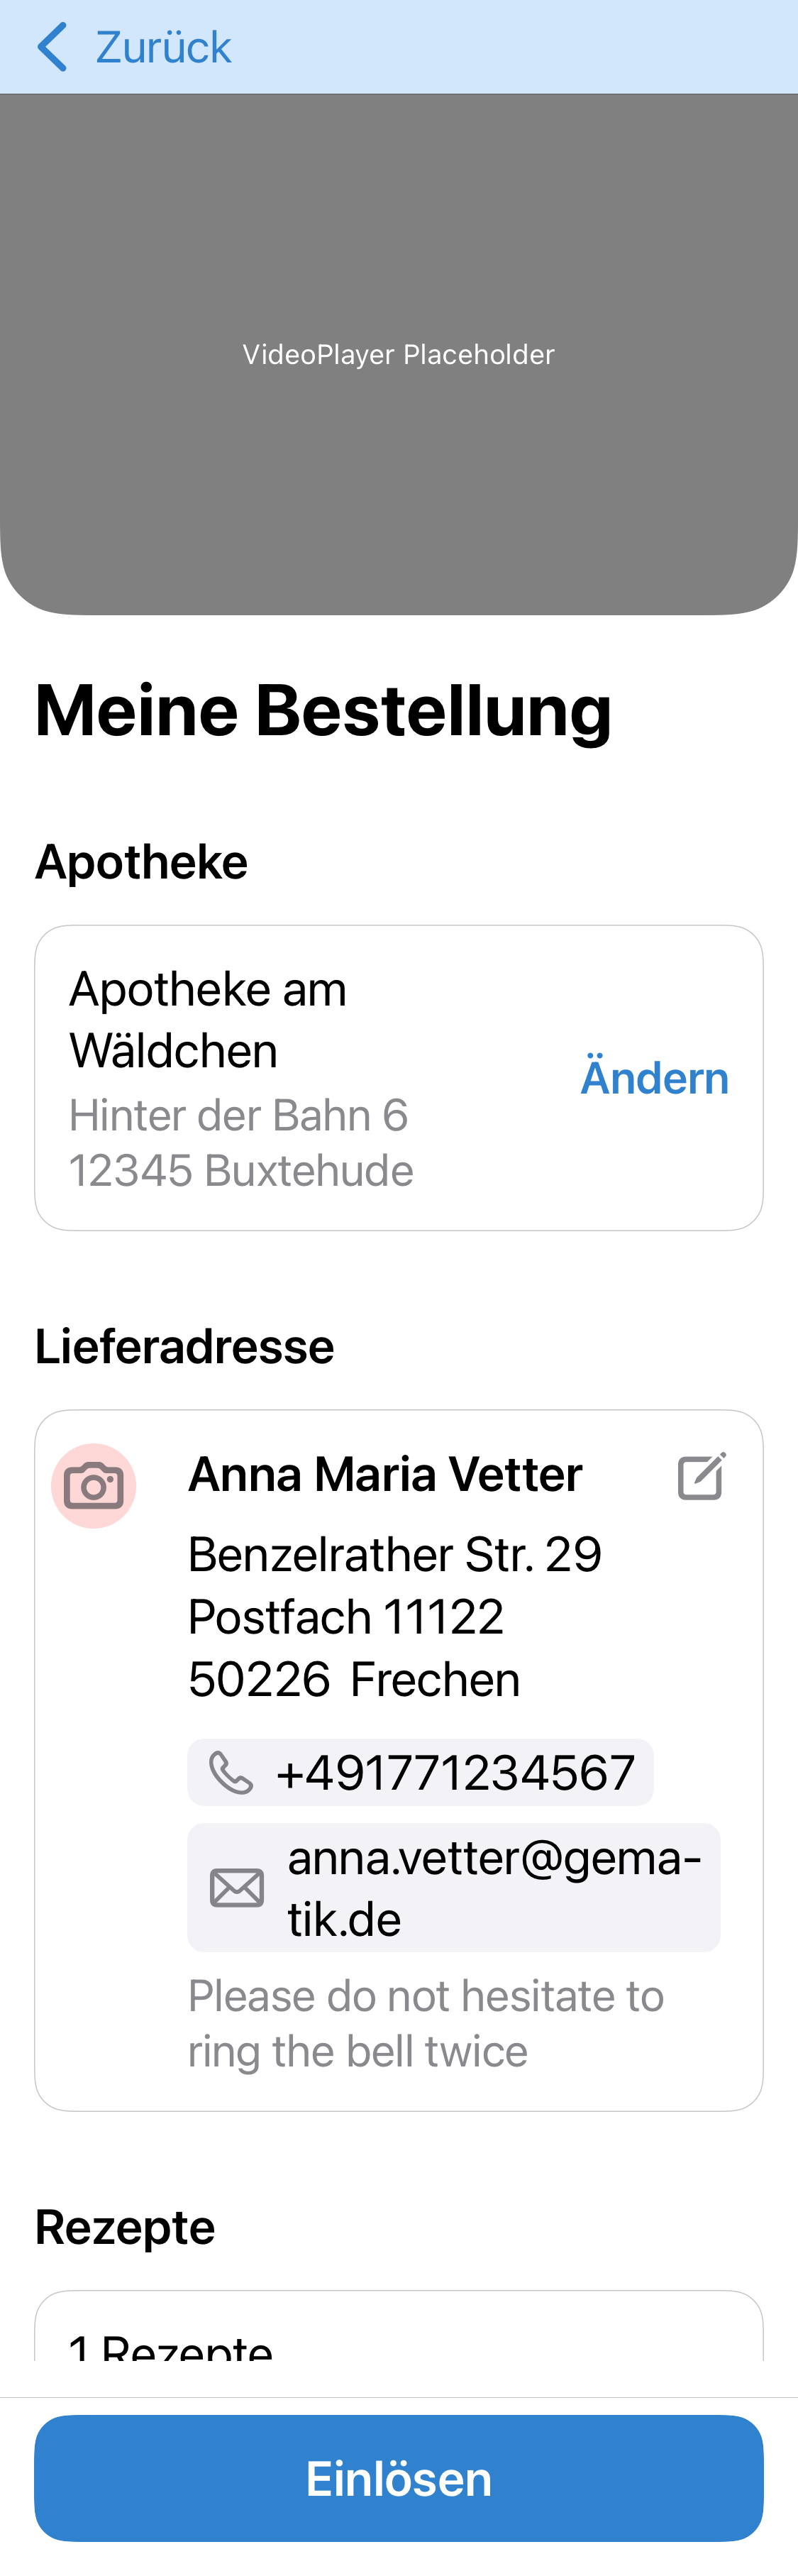 Zurück
VideoPlayer Placeholder
Meine Bestellung
Apotheke
Apotheke am
Wäldchen
Hinter der Bahn 6
12345 Buxtehude
Ändern
Lieferadresse
Anna Maria Vetter
Benzelrather Str. 29
Postfach 11122
50226 Frechen
+491771234567
anna.vetter@gema-
tik.de
Please do not hesitate to
ring the bell twice
Rezepte
1 Rezepte
Einlösen